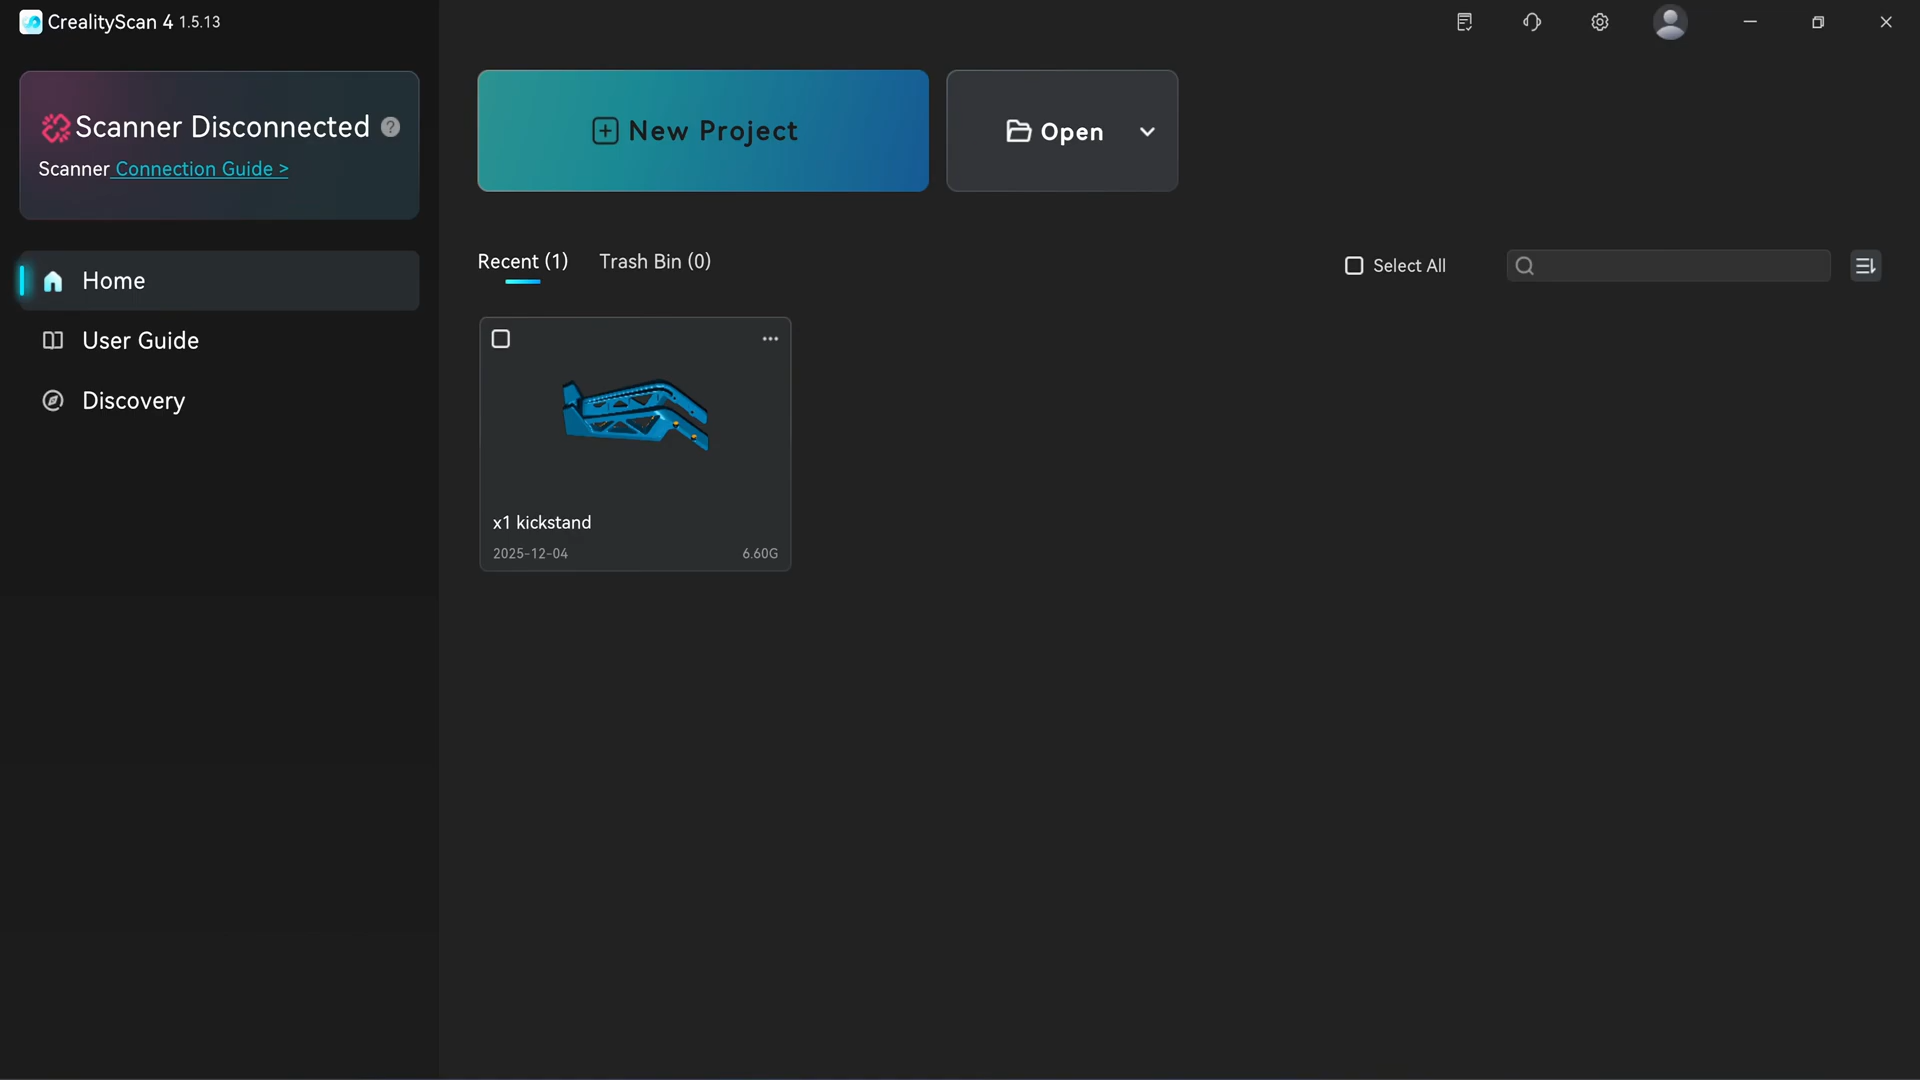 CrealityScan 4 1.5.13
Scanner Disconnected ?
Scanner Connection Guide >
Home
User Guide
Discovery
New Project
Open
Recent (1)
Trash Bin (0)
Select All
x1 kickstand
2025-12-04
6.60G